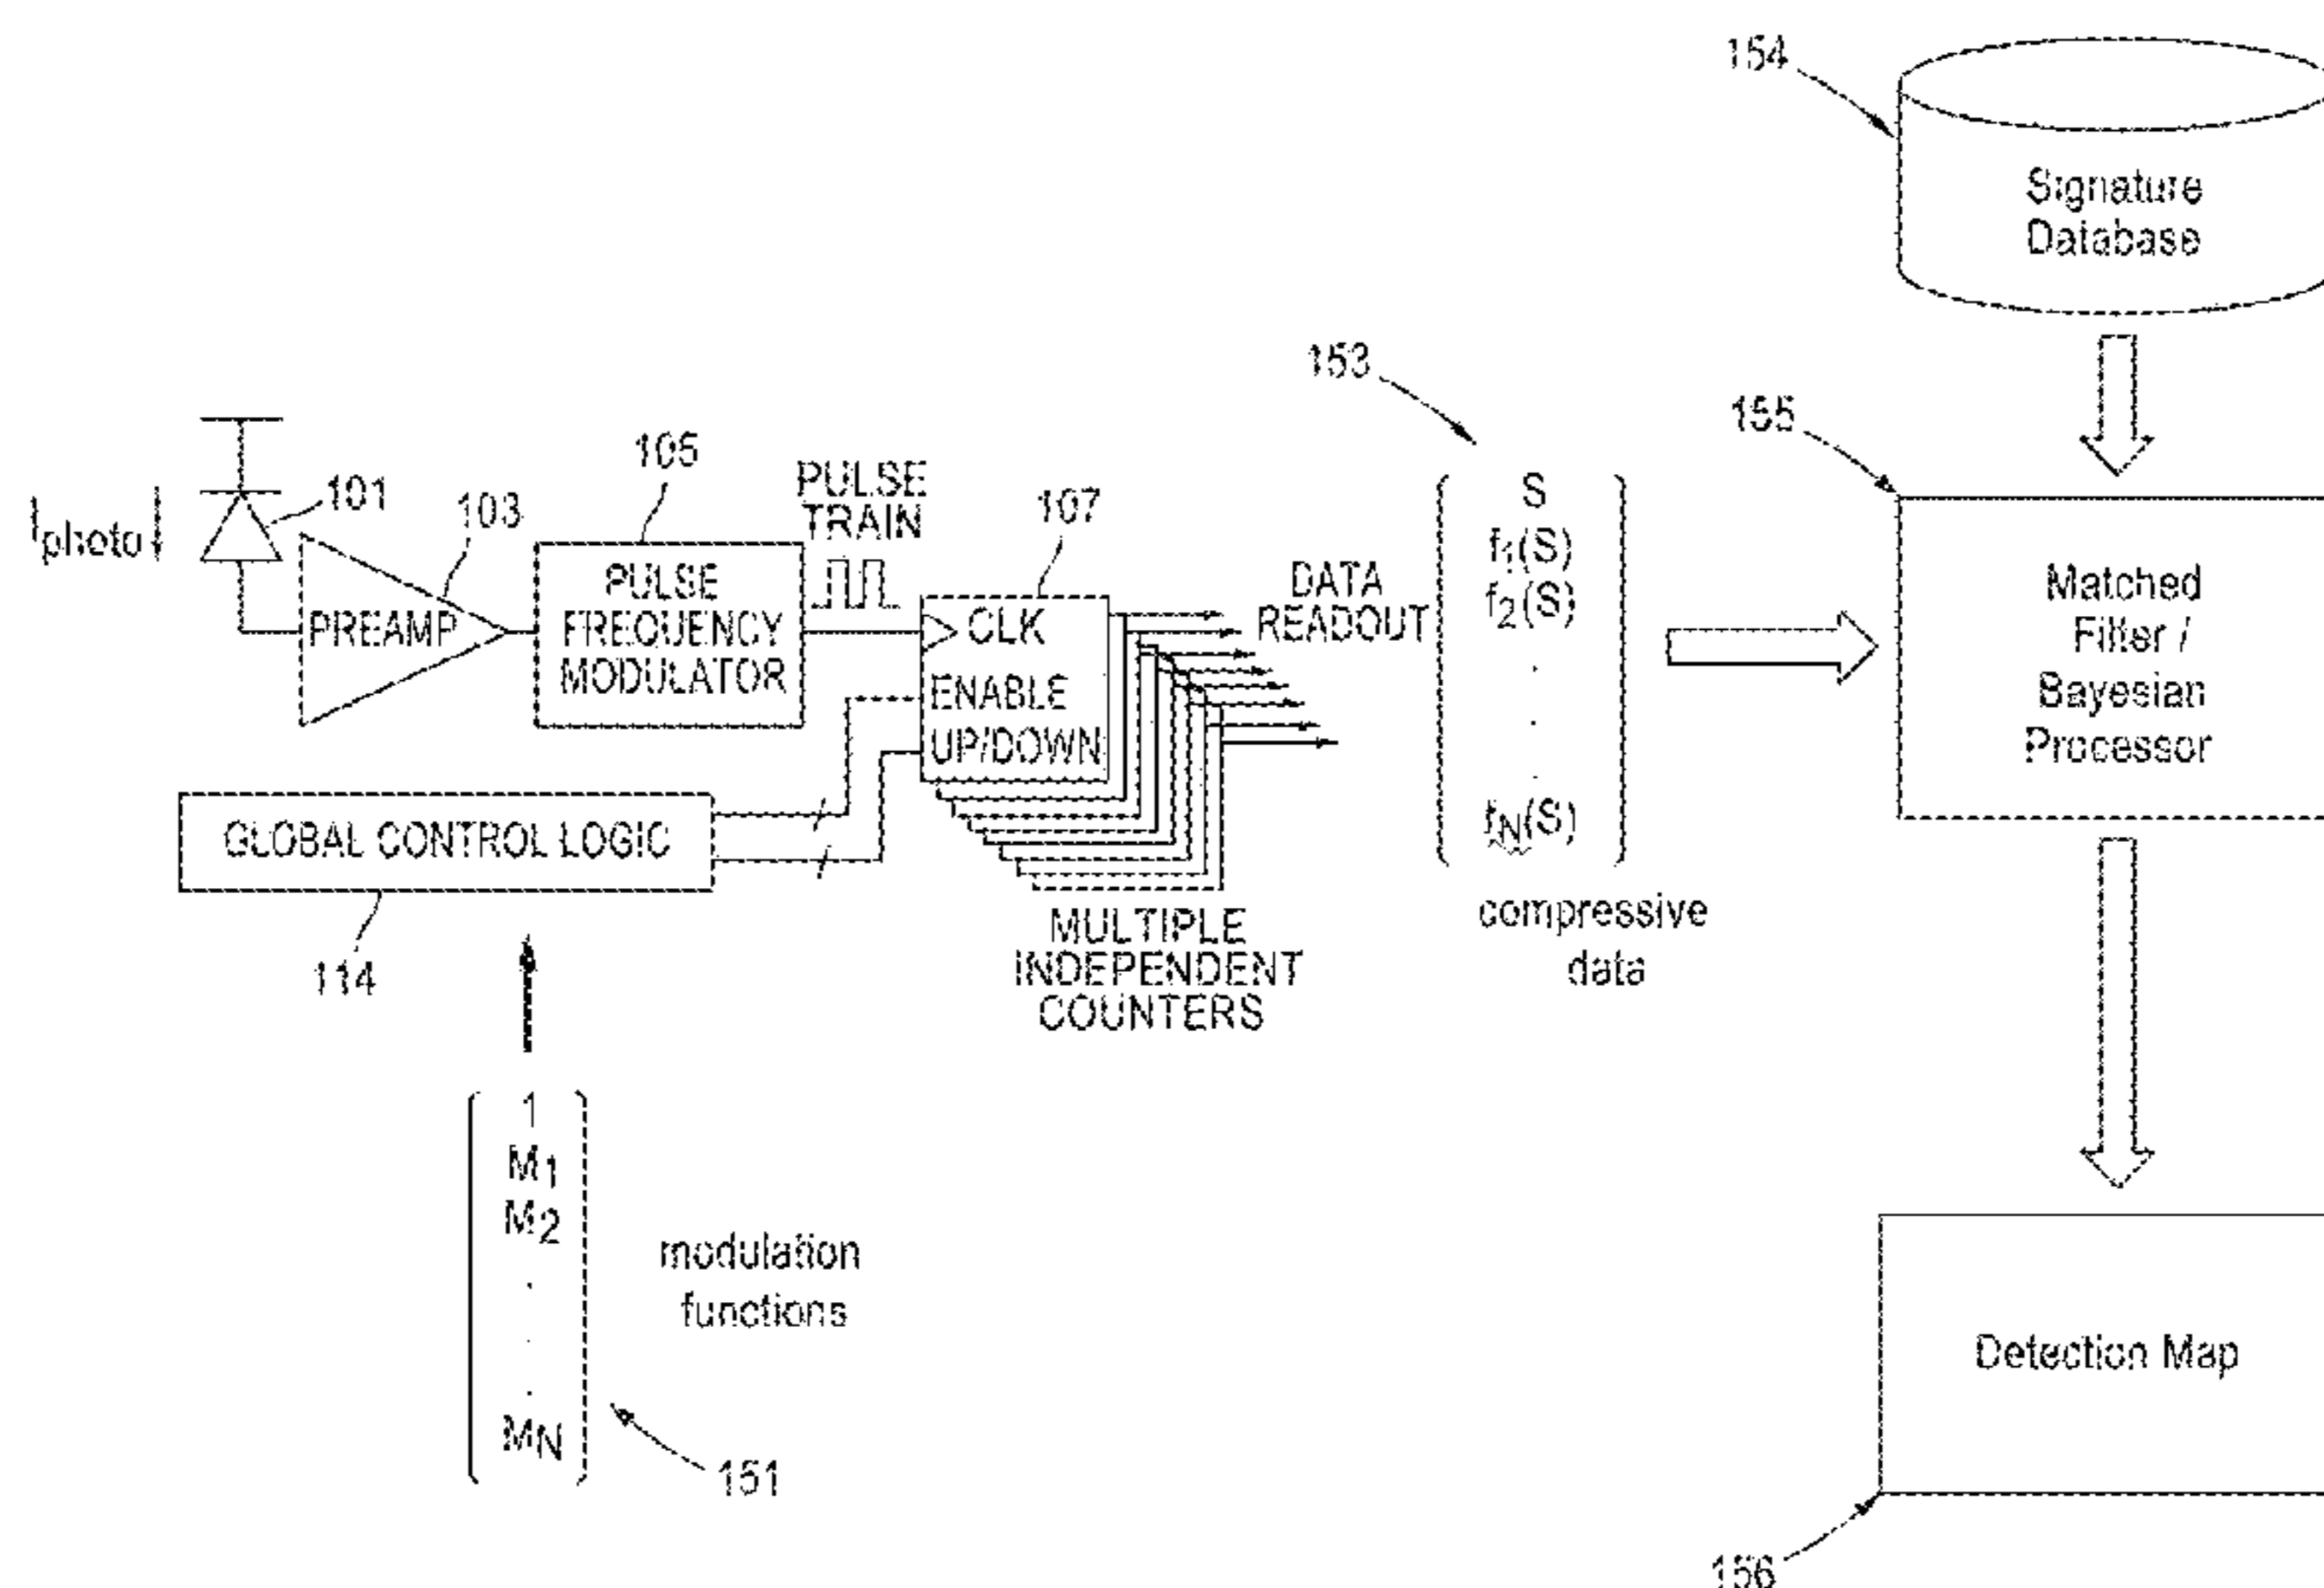 154
Signature
Database
153
155
105
PULSE
TRAIN
101
103
107
Iphoto
S
f1(S)
f2(S)
.
.
.
fN(S)
PREAMP
PULSE
FREQUENCY
MODULATOR
CLK
ENABLE
UP/DOWN
DATA
READOUT
Matched
Filter /
Bayesian
Processor
GLOBAL CONTROL LOGIC
114
MULTIPLE
INDEPENDENT
COUNTERS
compressive
data
1
M1
M2
.
.
.
MN
modulation
functions
151
Detection Map
156